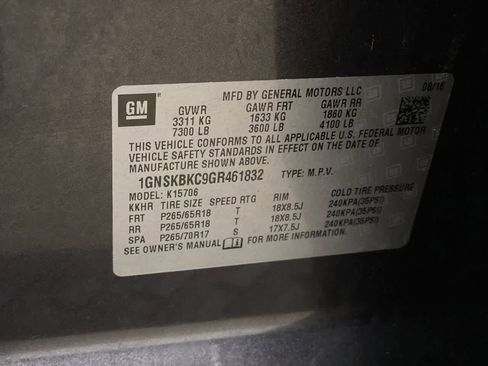 GM
MFD BY GENERAL MOTORS LLC 08/16
GVWR GAWR FRT GAWR RR
3311 KG 1633 KG 1860 KG
7300 LB 3600 LB 4100 LB
THIS VEHICLE CONFORMS TO ALL APPLICABLE U.S. FEDERAL MOTOR
VEHICLE SAFETY STANDARDS IN EFFECT ON THE DATE OF
MANUFACTURE SHOWN ABOVE.
1GNSKBKC9GR461832 TYPE: M.P.V.
MODEL: K15706
KKHR TIRE SIZE SPEED RTG RIM COLD TIRE PRESSURE
FRT P265/65R18 T 18X8.5J 240KPA(35PSI)
RR P265/65R18 T 18X8.5J 240KPA(35PSI)
SPA P265/70R17 S 17X7.5J 240KPA(35PSI)
SEE OWNER'S MANUAL FOR MORE INFORMATION.